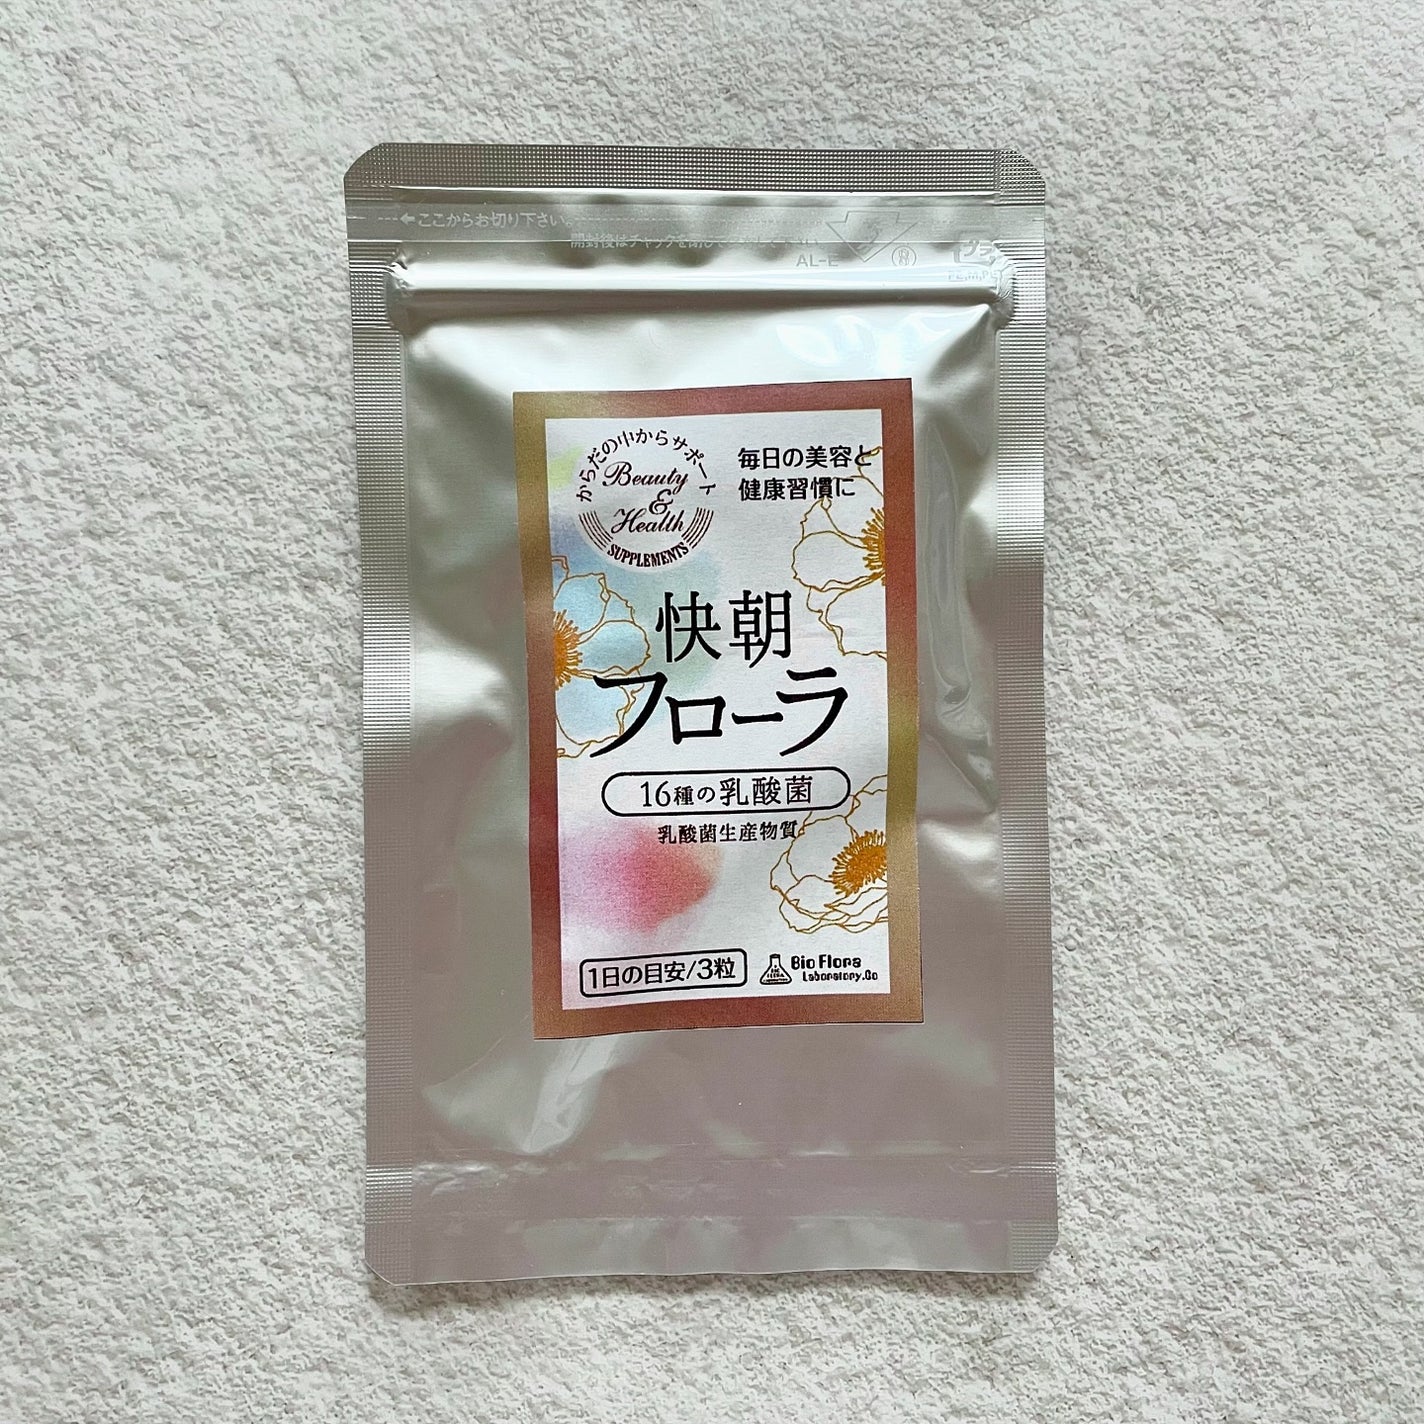 ←ここからお切り下さい。
開封後はチャックを閉じて
AL-E
プラ
PE,M,PET
からだの中からサポート
Beauty
&
Health
SUPPLEMENTS
毎日の美容と
健康習慣に
快朝
フローラ
16種の乳酸菌
乳酸菌生産物質
1日の目安/3粒
Bio Flora
Laboratory.Co